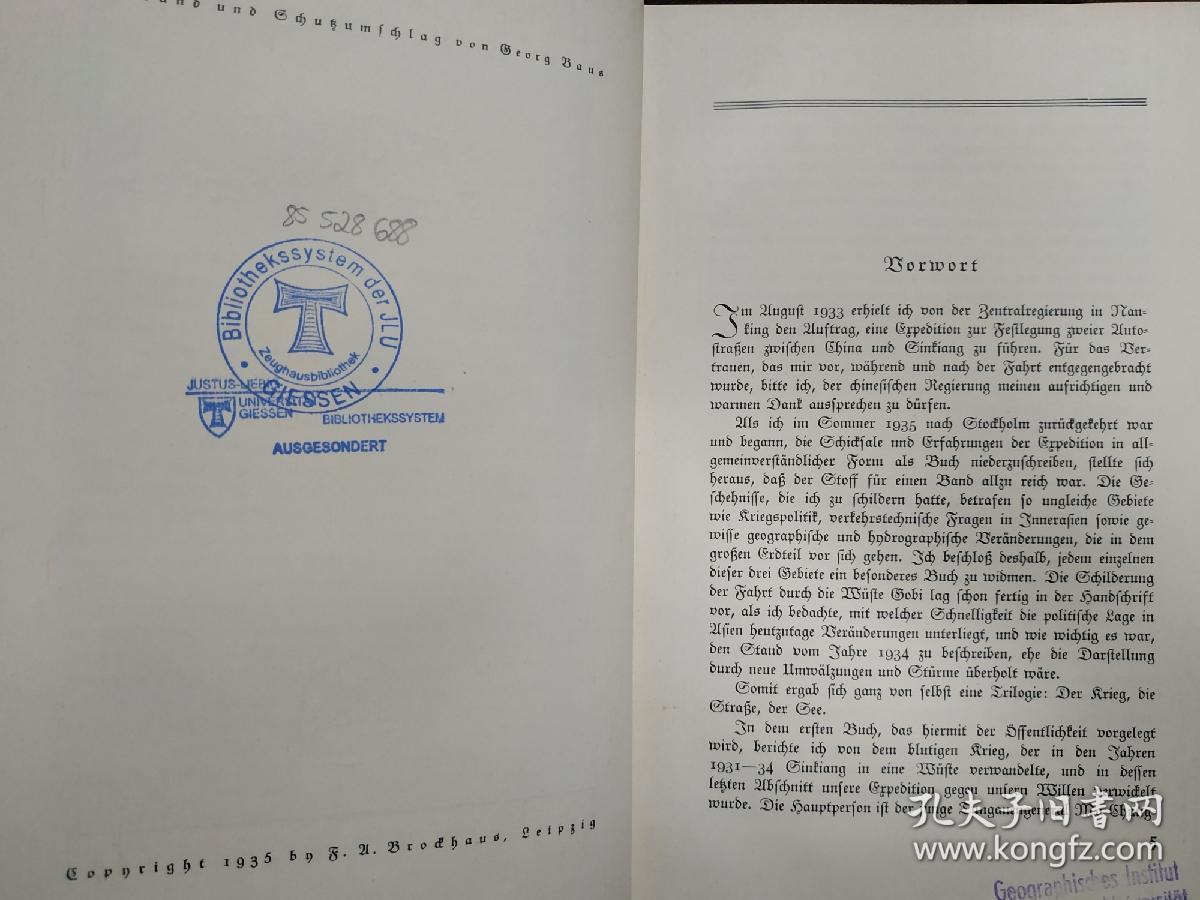 und und Schutzumschlag von Georg Baus
85 528 688
Bibliothekssystem der JLU
Zeughausbibliothek
GIESSEN
JUSTUS-LIEBIG
UNIVERSITÄT
GIESSEN
BIBLIOTHEKSSYSTEM
AUSGESONDERT
Copyright 1935 by F. A. Brockhaus, Leipzig
Vorwort
Im August 1933 erhielt ich von der Zentralregierung in Nan-
king den Auftrag, eine Expedition zur Festlegung zweier Auto-
straßen zwischen China und Sinkiang zu führen. Für das Ver-
trauen, das mir vor, während und nach der Fahrt entgegengebracht
wurde, bitte ich, der chinesischen Regierung meinen aufrichtigen und
warmen Dank aussprechen zu dürfen.
Als ich im Sommer 1935 nach Stockholm zurückgekehrt war
und begann, die Schicksale und Erfahrungen der Expedition in all-
gemeinverständlicher Form als Buch niederzuschreiben, stellte sich
heraus, daß der Stoff für einen Band allzu reich war. Die Ge-
schehnisse, die ich zu schildern hatte, betrafen so ungleiche Gebiete
wie Kriegspolitik, verkehrstechnische Fragen in Innerasien sowie ge-
wisse geographische und hydrographische Veränderungen, die in dem
großen Erdteil vor sich gehen. Ich beschloß deshalb, jedem einzelnen
dieser drei Gebiete ein besonderes Buch zu widmen. Die Schilderung
der Fahrt durch die Wüste Gobi lag schon fertig in der Handschrift
vor, als ich bedachte, mit welcher Schnelligkeit die politische Lage in
Asien heutzutage Veränderungen unterliegt, und wie wichtig es war,
den Stand vom Jahre 1934 zu beschreiben, ehe die Darstellung
durch neue Umwälzungen und Stürme überholt wäre.
Somit ergab sich ganz von selbst eine Trilogie: Der Krieg, die
Straße, der See.
In dem ersten Buch, das hiermit der Öffentlichkeit vorgelegt
wird, berichte ich von dem blutigen Krieg, der in den Jahren
1931—34 Sinkiang in eine Wüste verwandelte, und in dessen
letzten Abschnitt unsere Expedition gegen unsern Willen verwickelt
wurde. Die Hauptperson ist der junge Tungganengeneral Ma Chung-
5
孔夫子旧书网
www.kongfz.com
Geographisches Institut